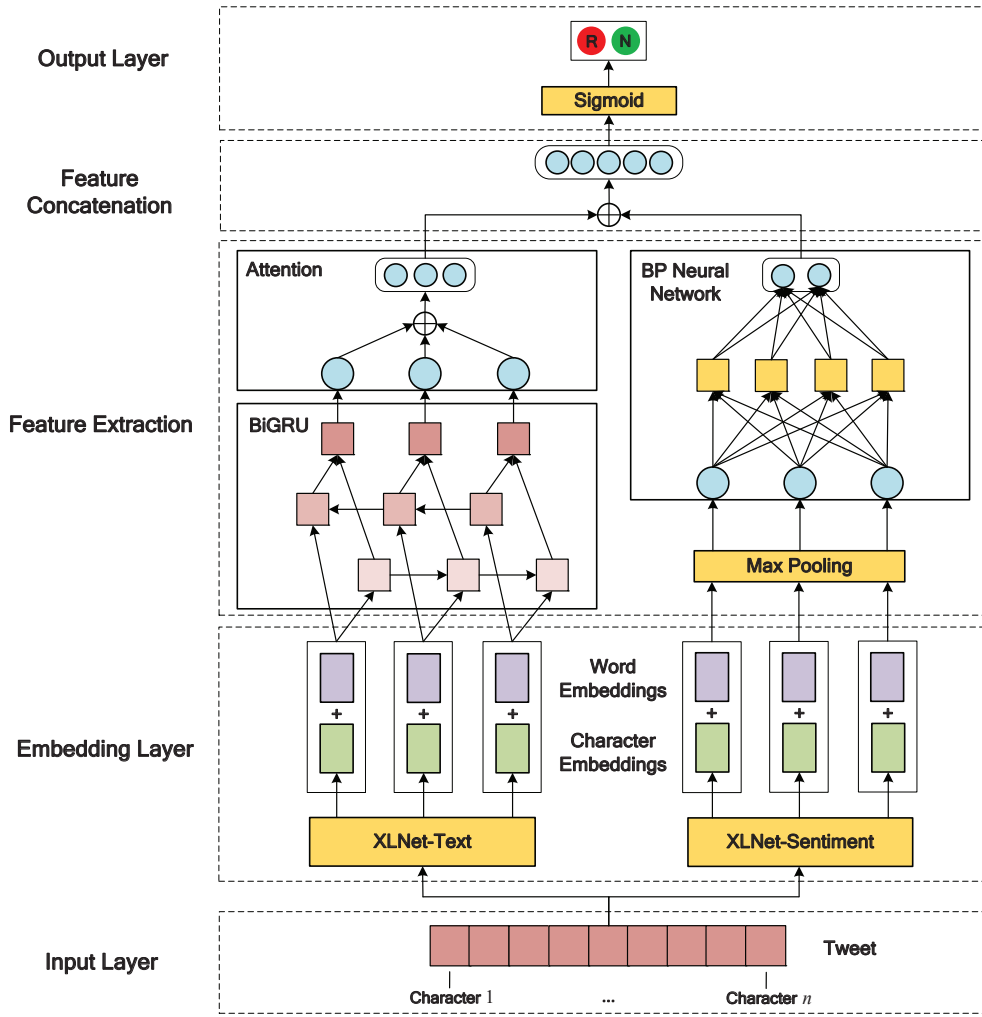 Output Layer
R N
Sigmoid
Feature
Concatenation
Attention
BP Neural
Network
Feature Extraction
BiGRU
Max Pooling
Word
Embeddings
+ + + + + +
Character
Embeddings
Embedding Layer
XLNet-Text
XLNet-Sentiment
Input Layer
Tweet
Character 1 ... Character n